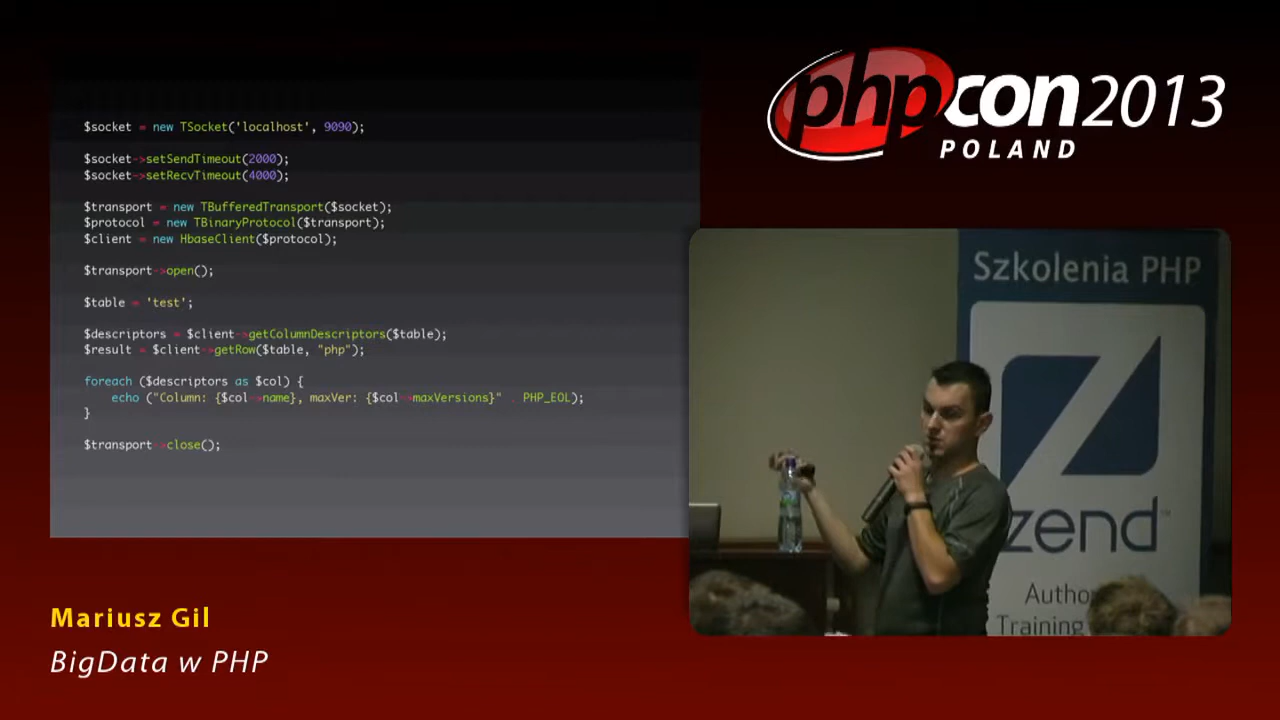 $socket = new TSocket('localhost', 9090);
$socket->setSendTimeout(2000);
$socket->setRecvTimeout(4000);
$transport = new TBufferedTransport($socket);
$protocol = new TBinaryProtocol($transport);
$client = new HbaseClient($protocol);
$transport->open();
$table = 'test';
$descriptors = $client->getColumnDescriptors($table);
$result = $client->getRow($table, "php");
foreach ($descriptors as $col) {
echo ("Column: {$col->name}, maxVer: {$col->maxVersions}" . PHP_EOL);
}
$transport->close();
phpcon 2013
POLAND
Szkolenia PHP
zend
Training
Mariusz Gil
BigData w PHP